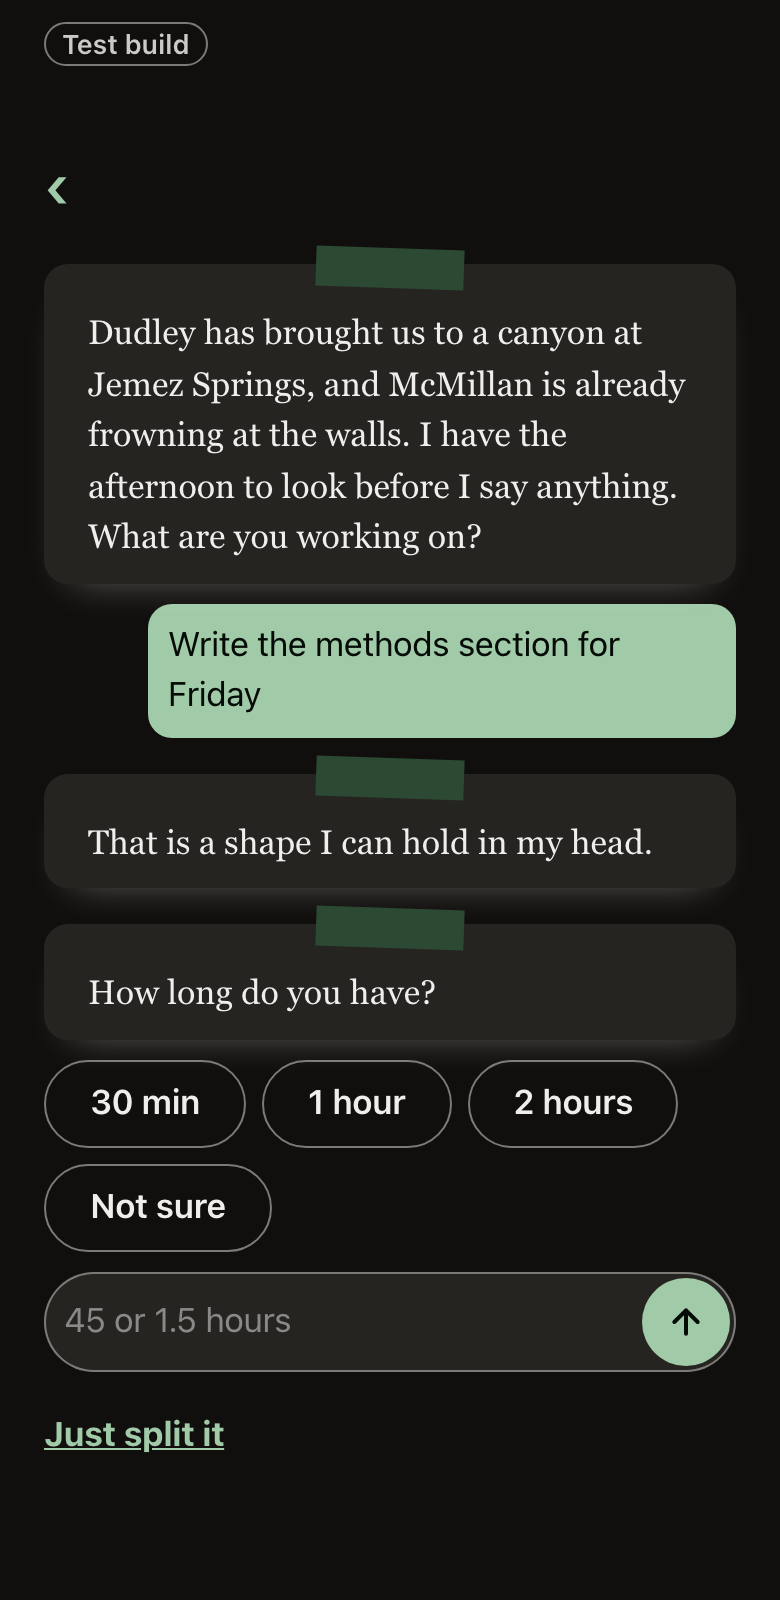 Test build
Dudley has brought us to a canyon at
Jemez Springs, and McMillan is already
frowning at the walls. I have the
afternoon to look before I say anything.
What are you working on?
Write the methods section for
Friday
That is a shape I can hold in my head.
How long do you have?
30 min
1 hour
2 hours
Not sure
45 or 1.5 hours
Just split it